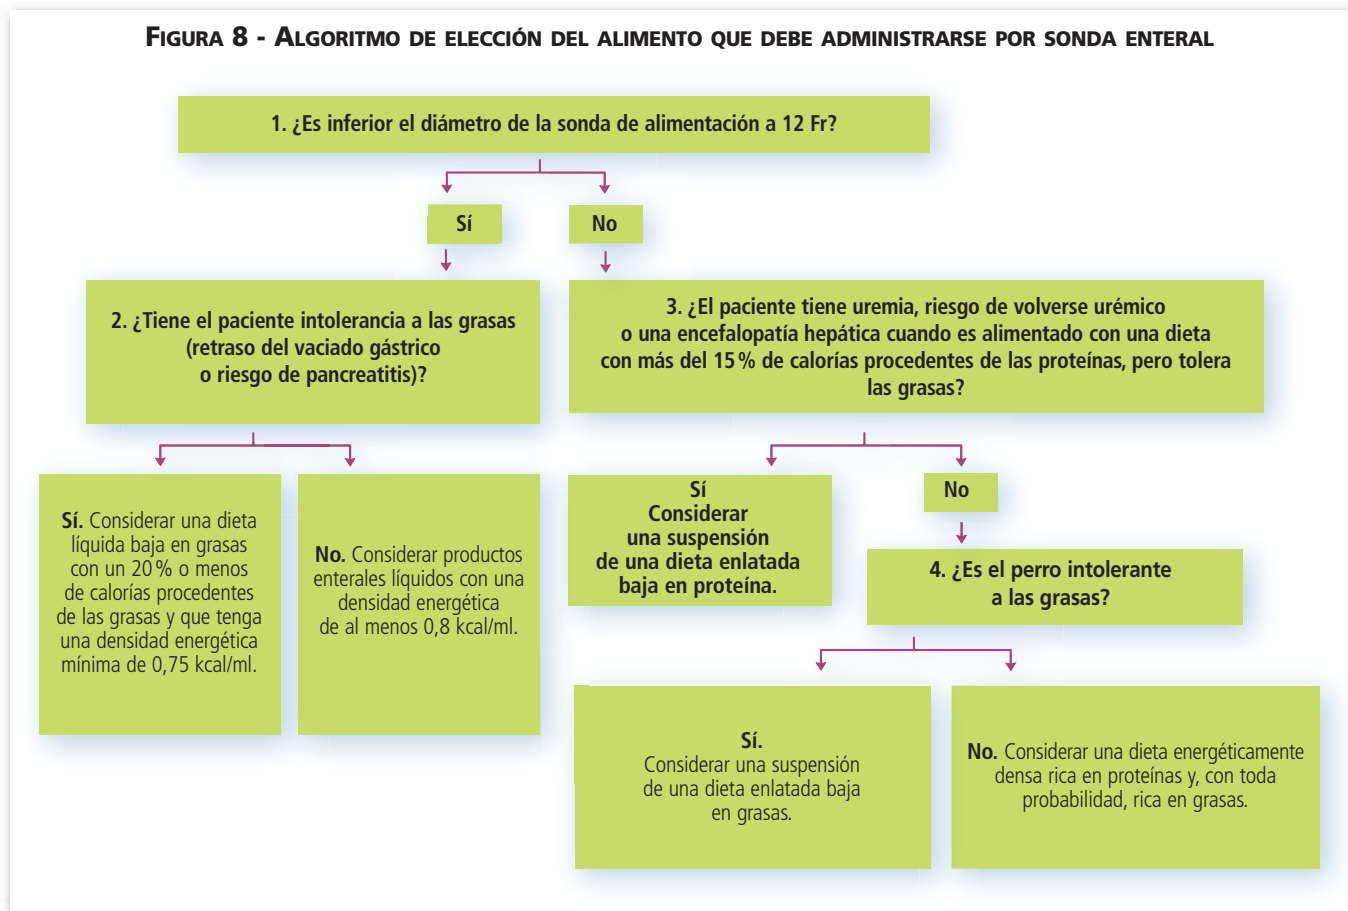 FIGURA 8 - ALGORITMO DE ELECCIÓN DEL ALIMENTO QUE DEBE ADMINISTRARSE POR SONDA ENTERAL
1. ¿Es inferior el diámetro de la sonda de alimentación a 12 Fr?
Sí
No
2. ¿Tiene el paciente intolerancia a las grasas
(retraso del vaciado gástrico
o riesgo de pancreatitis)?
3. ¿El paciente tiene uremia, riesgo de volverse urémico
o una encefalopatía hepática cuando es alimentado con una dieta
con más del 15 % de calorías procedentes de las proteínas, pero tolera
las grasas?
Sí. Considerar una dieta
líquida baja en grasas
con un 20 % o menos
de calorías procedentes
de las grasas y que tenga
una densidad energética
mínima de 0,75 kcal/ml.
No. Considerar productos
enterales líquidos con una
densidad energética
de al menos 0,8 kcal/ml.
Sí
Considerar
una suspensión
de una dieta enlatada
baja en proteína.
No
4. ¿Es el perro intolerante
a las grasas?
Sí.
Considerar una suspensión
de una dieta enlatada baja
en grasas.
No. Considerar una dieta energéticamente
densa rica en proteínas y, con toda
probabilidad, rica en grasas.